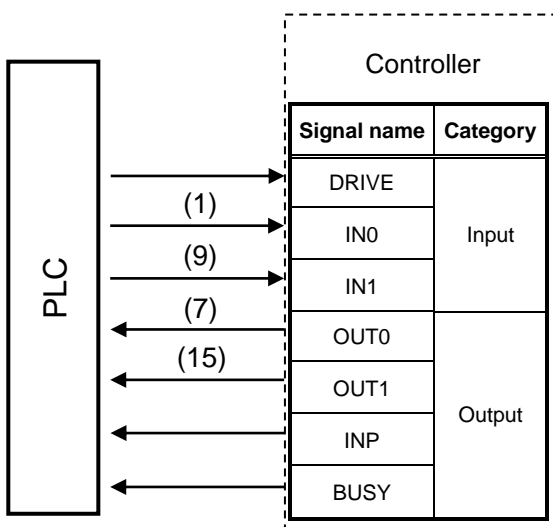 Controller
Signal name Category
DRIVE
(1)
IN0 Input
(9)
IN1
PLC
(7)
OUT0
(15)
OUT1
Output
INP
BUSY